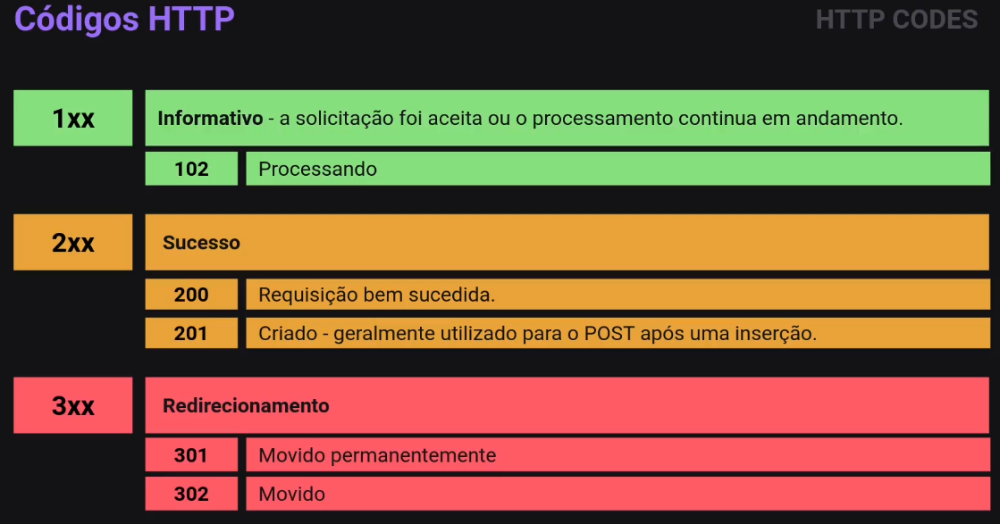 Códigos HTTP
HTTP CODES
1xx
Informativo - a solicitação foi aceita ou o processamento continua em andamento.
102
Processando
2xx
Sucesso
200
Requisição bem sucedida.
201
Criado - geralmente utilizado para o POST após uma inserção.
3xx
Redirecionamento
301
Movido permanentemente
302
Movido